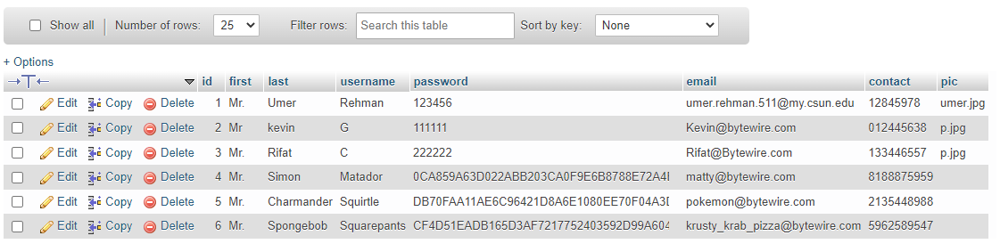 Show all Number of rows: 25 Filter rows: Search this table Sort by key: None
+ Options
id first last username password email contact pic
Edit Copy Delete 1 Mr. Umer Rehman 123456 umer.rehman.511@my.csun.edu 12845978 umer.jpg
Edit Copy Delete 2 Mr kevin G 111111 Kevin@bytewire.com 012445638 p.jpg
Edit Copy Delete 3 Mr. Rifat C 222222 Rifat@Bytewire.com 133446557 p.jpg
Edit Copy Delete 4 Mr. Simon Matador 0CA859A63D022ABB203CA0F9E6B8788E72A4 matty@bytewire.com 8188875959
Edit Copy Delete 5 Mr. Charmander Squirtle DB70FAA11AE6C96421D8A6E1080EE70F04A3 pokemon@bytewire.com 2135448988
Edit Copy Delete 6 Mr. Spongebob Squarepants CF4D51EADB165D3AF7217752403592D99A604 krusty_krab_pizza@bytewire.com 5962589547